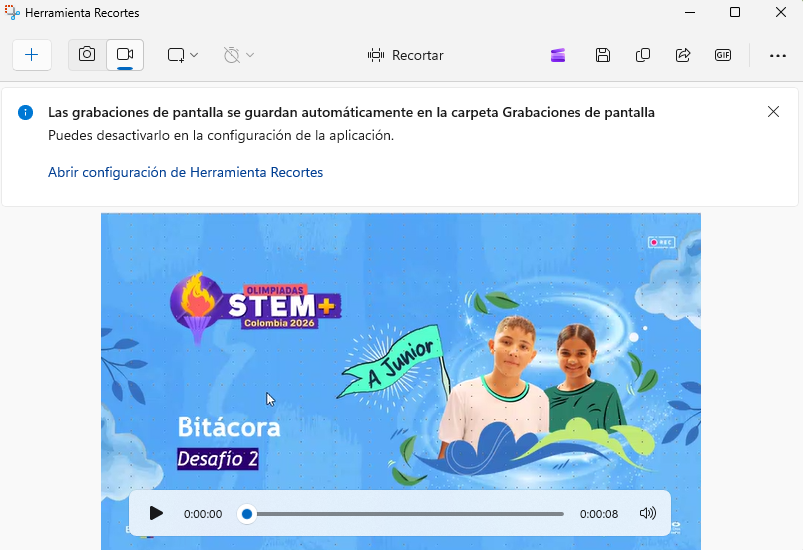 Herramienta Recortes
Recortar
GIF
Las grabaciones de pantalla se guardan automáticamente en la carpeta Grabaciones de pantalla
Puedes desactivarlo en la configuración de la aplicación.
Abrir configuración de Herramienta Recortes
REC
OLIMPIADAS
STEM+
Colombia 2026
A Junior
Bitácora
Desafío 2
0:00:00
0:00:08